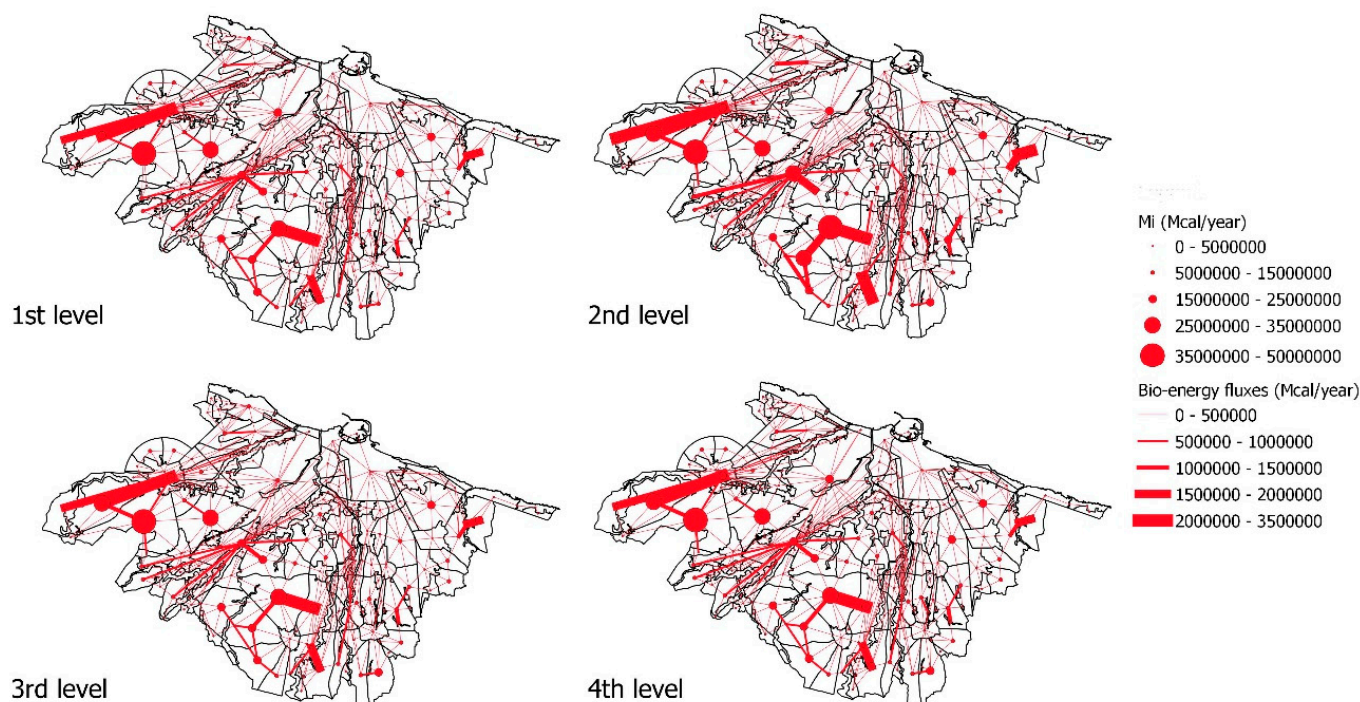 1st level
2nd level
3rd level
4th level
Mi (Mcal/year)
0 - 5000000
5000000 - 15000000
15000000 - 25000000
25000000 - 35000000
35000000 - 50000000
Bio-energy fluxes (Mcal/year)
0 - 500000
500000 - 1000000
1000000 - 1500000
1500000 - 2000000
2000000 - 3500000